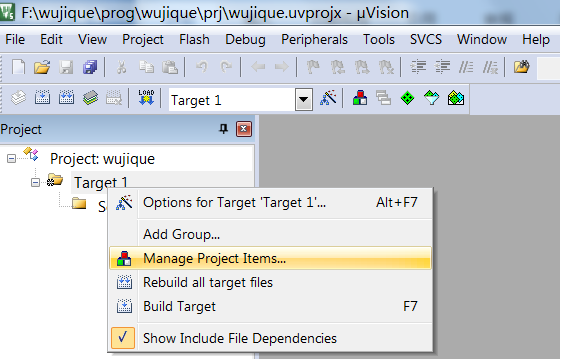 F:\wujique\prog\wujique\prj\wujique.uvprojx - µVision
File Edit View Project Flash Debug Peripherals Tools SVCS Window Help
LOAD Target 1
Project
Project: wujique
Target 1
Options for Target 'Target 1'... Alt+F7
Add Group...
Manage Project Items...
Rebuild all target files
Build Target F7
Show Include File Dependencies